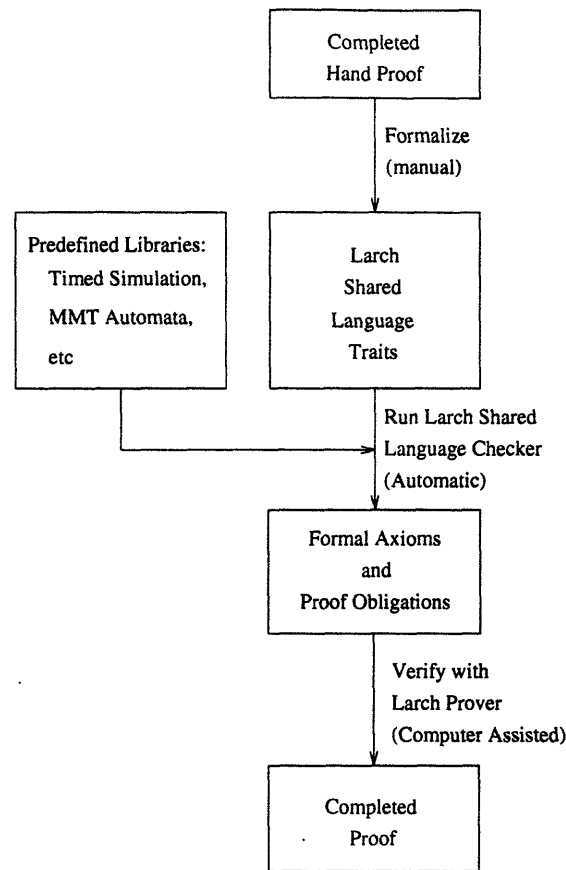 Completed
Hand Proof
Formalize
(manual)
Predefined Libraries:
Timed Simulation,
MMT Automata,
etc
Larch
Shared
Language
Traits
Run Larch Shared
Language Checker
(Automatic)
Formal Axioms
and
Proof Obligations
Verify with
Larch Prover
(Computer Assisted)
Completed
Proof